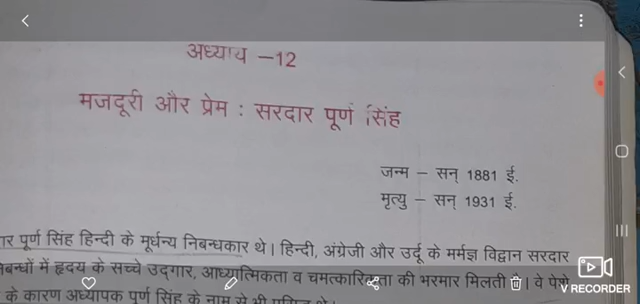 अध्याय –12
मजदूरी और प्रेम : सरदार पूर्ण सिंह
जन्म – सन् 1881 ई.
मृत्यु – सन् 1931 ई.
पूर्ण सिंह हिन्दी के मूर्धन्य निबन्धकार थे। हिन्दी, अंग्रेजी और उर्दू के मर्मज्ञ विद्वान सरदार
में हृदय के सच्चे उद्गार, आध्यात्मिकता व चमत्कारिकता की भरमार मिलती है। वे पेशे
के कारण अध्यापक पूर्ण सिंह के नाम से भी
V RECORDER